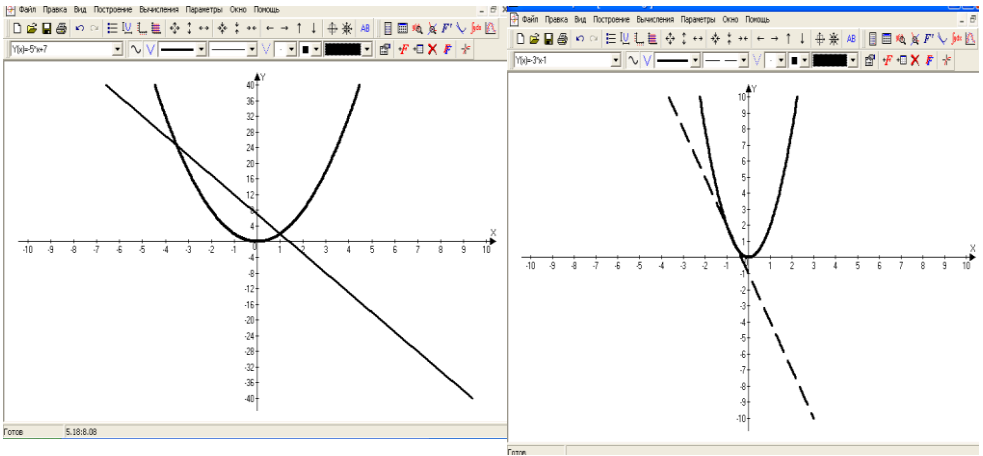 Файл Правка Вид Построение Вычисления Параметры Окно Помощь
AB F'
Y(x)=-5*x+7
Y
40
36
32
28
24
20
16
12
8
X
-10 -9 -8 -7 -6 -5 -4 -3 -2 -1 0 1 2 3 4 5 6 7 8 9 10
-4
-8
-12
-16
-20
-24
-28
-32
-36
-40
Готов 5.18:8.08
Файл Правка Вид Построение Вычисления Параметры Окно Помощь
AB F'
Y(x)=-3*x-1
Y
10
9
8
7
6
5
4
3
2
1
X
-10 -9 -8 -7 -6 -5 -4 -3 -2 -1 0 1 2 3 4 5 6 7 8 9 10
-1
-2
-3
-4
-5
-6
-7
-8
-9
-10
Готов